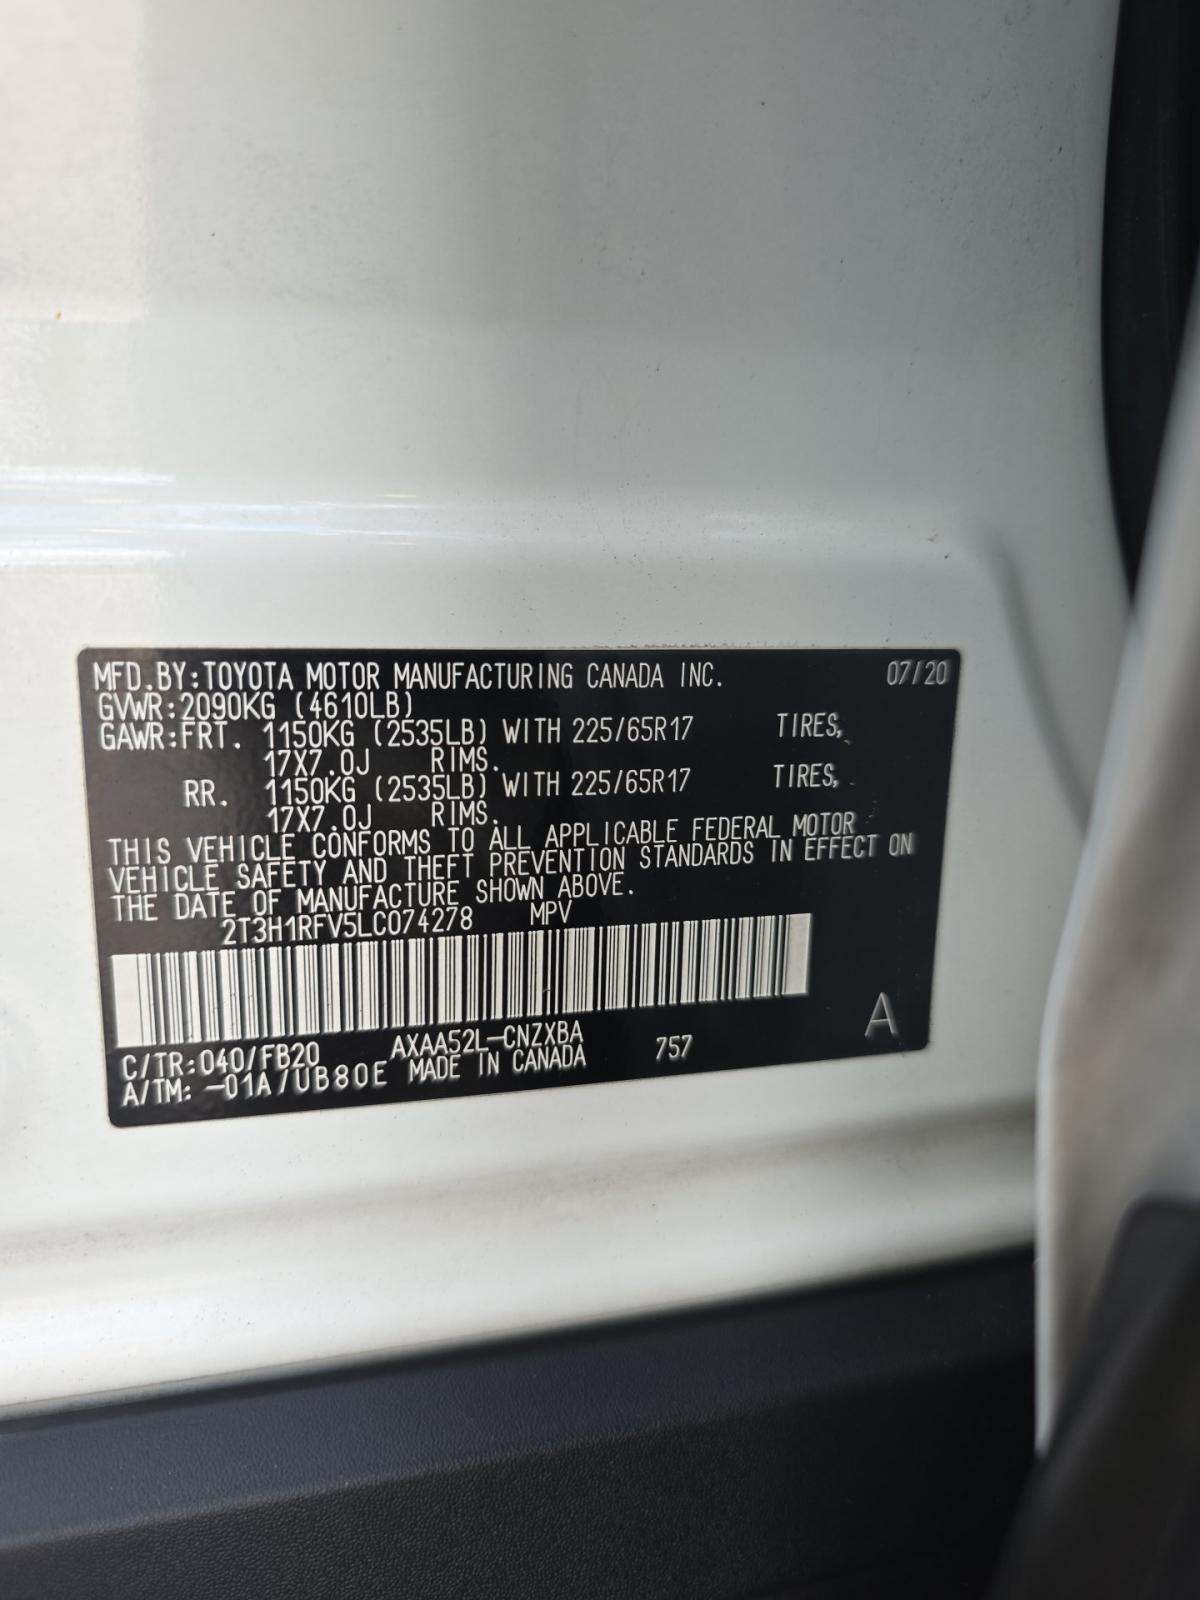 MFD.BY:TOYOTA MOTOR MANUFACTURING CANADA INC. 07/20
GVWR:2090KG (4610LB)
GAWR:FRT. 1150KG (2535LB) WITH 225/65R17 TIRES,
17X7.0J RIMS.
RR. 1150KG (2535LB) WITH 225/65R17 TIRES,
17X7.0J RIMS.
THIS VEHICLE CONFORMS TO ALL APPLICABLE FEDERAL MOTOR
VEHICLE SAFETY AND THEFT PREVENTION STANDARDS IN EFFECT ON
THE DATE OF MANUFACTURE SHOWN ABOVE.
2T3H1RFV5LC074278 MPV
A
C/TR:040/FB20 AXAA52L-CNZXBA 757
A/TM: -01A/UB80E MADE IN CANADA